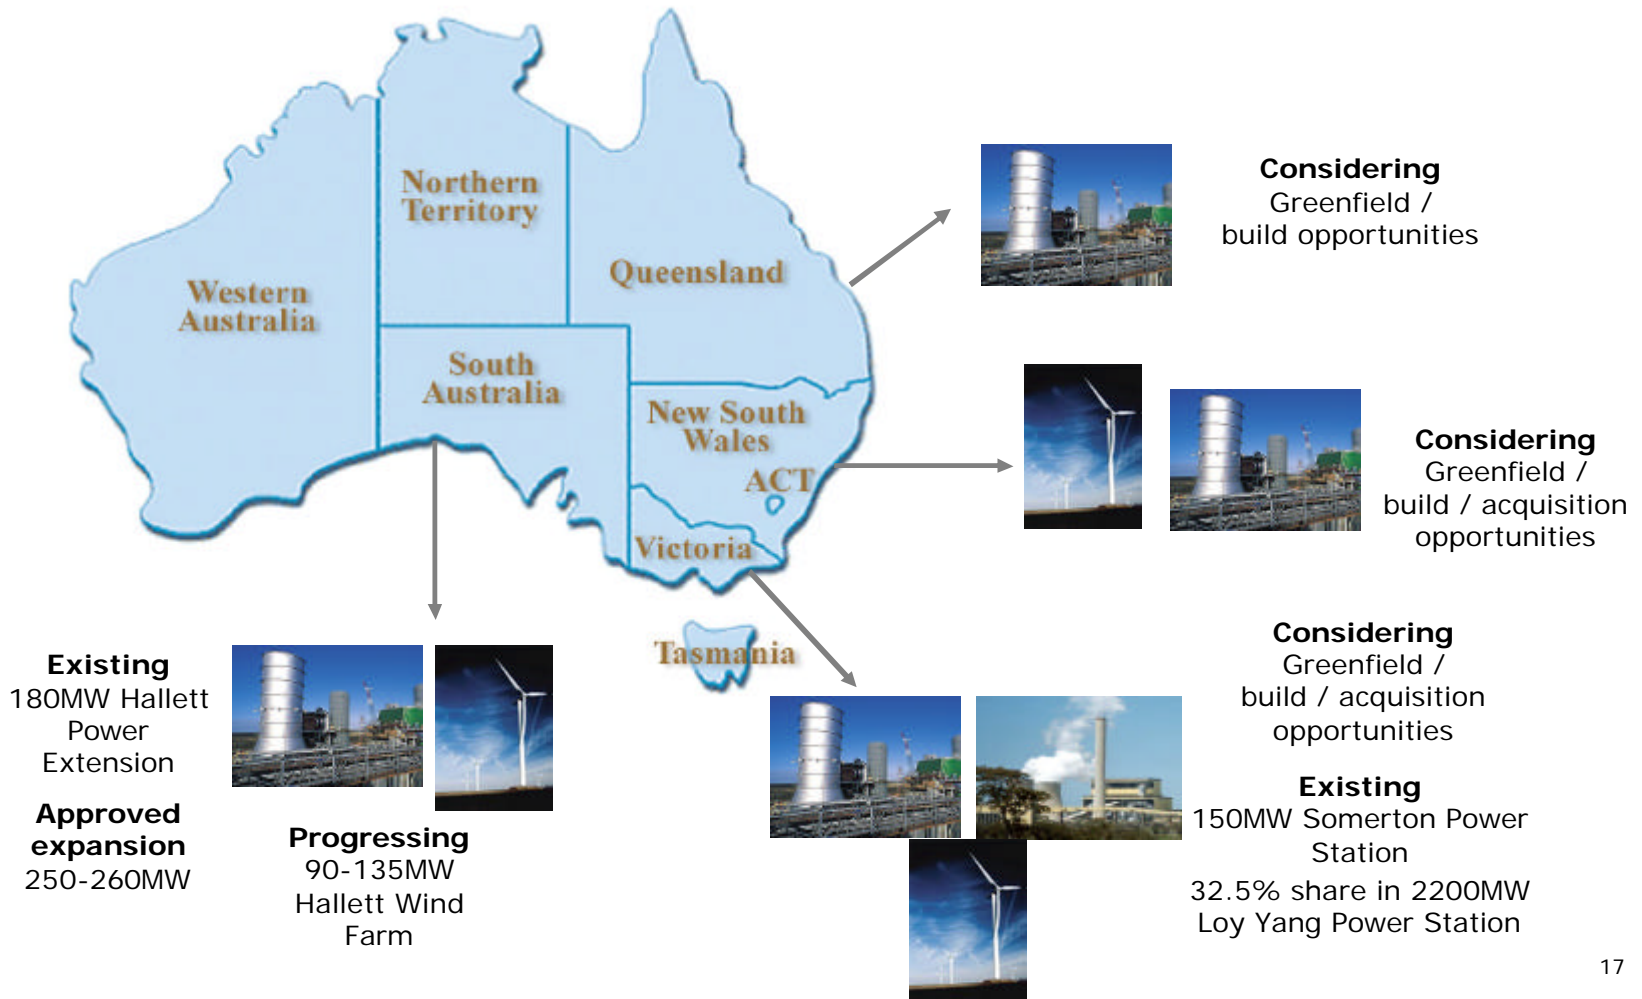 Northern
Territory
Western
Australia
Queensland
South
Australia
New South
Wales
ACT
Victoria
Tasmania
Considering
Greenfield /
build opportunities
Considering
Greenfield /
build / acquisition
opportunities
Existing
180MW Hallett
Power
Extension
Approved
expansion
250-260MW
Progressing
90-135MW
Hallett Wind
Farm
Considering
Greenfield /
build / acquisition
opportunities
Existing
150MW Somerton Power
Station
32.5% share in 2200MW
Loy Yang Power Station
17